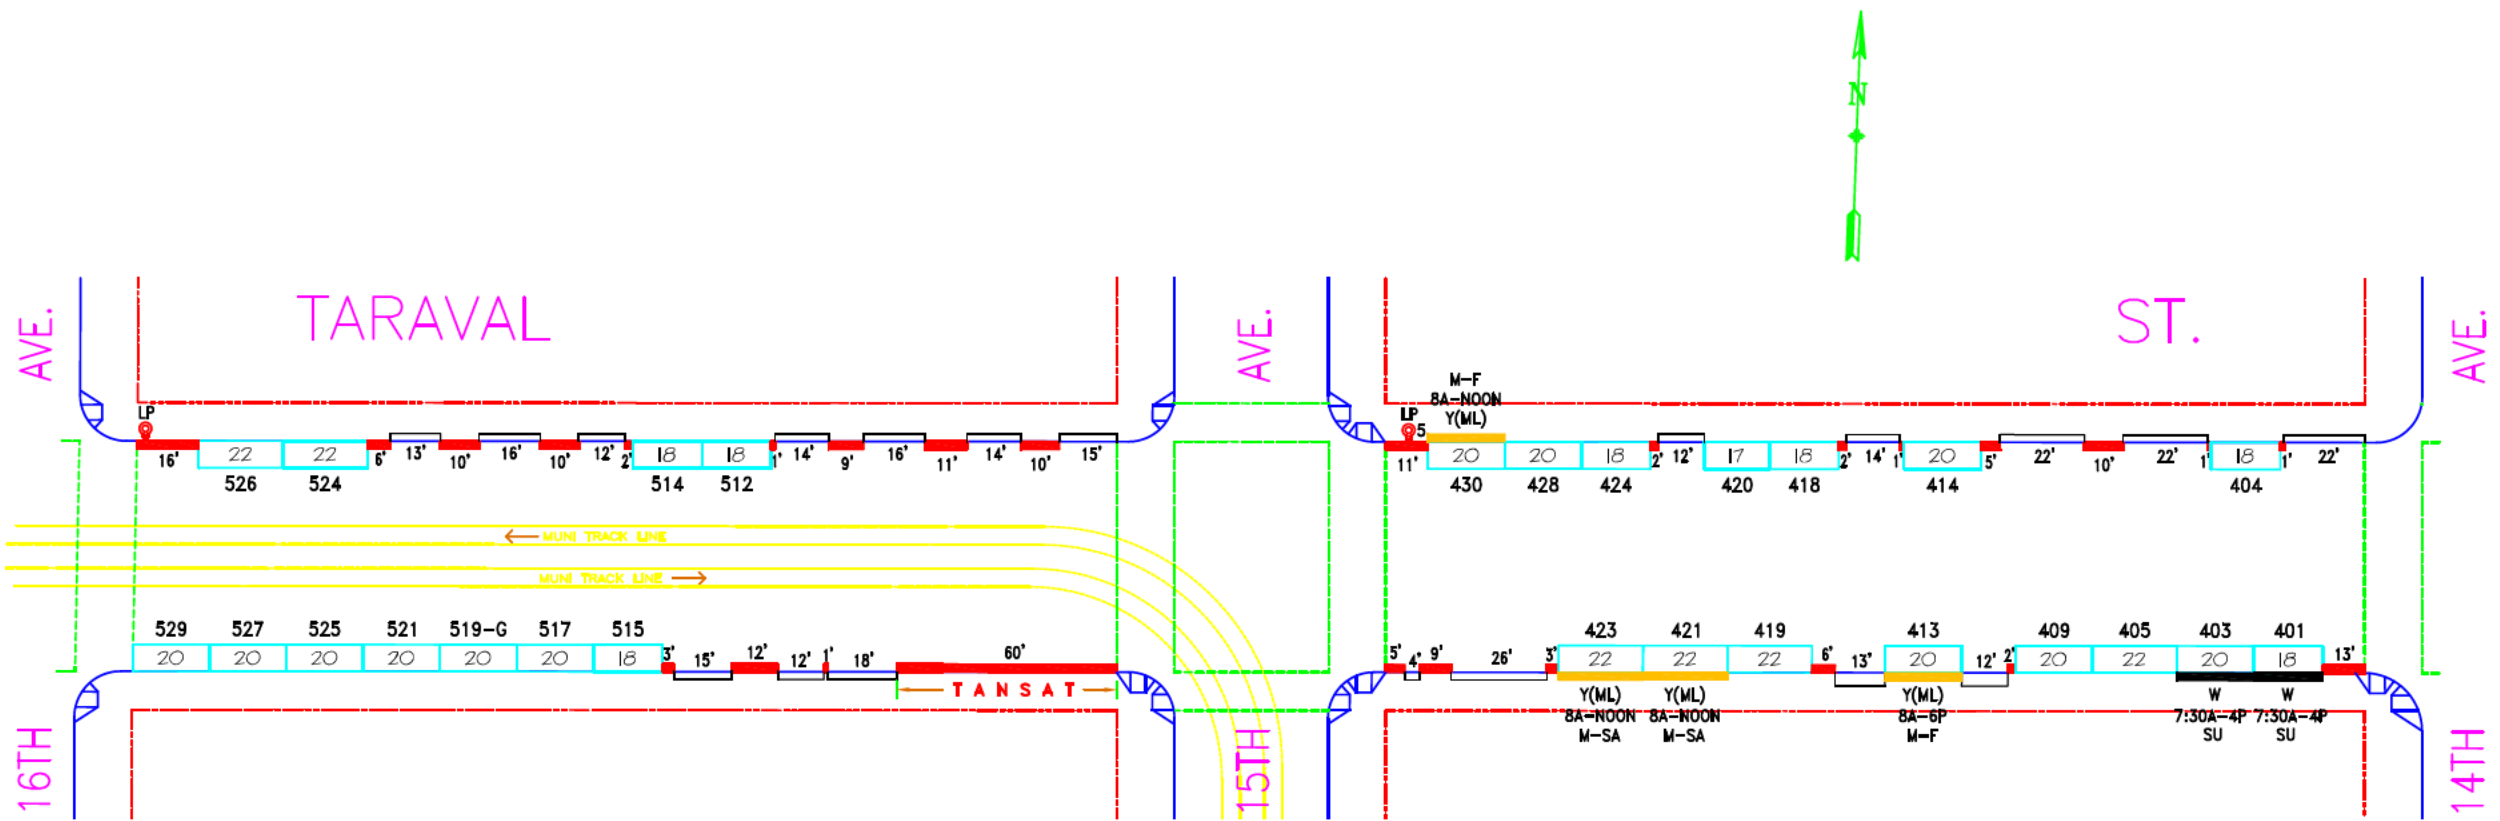 N
TARAVAL
ST.
AVE.
AVE.
AVE.
M-F
8A-NOON
Y(ML)
LP
LP
5
16'
22
22
6'
13'
10'
16'
10'
12'
2'
18
18
1'
14'
9'
16'
11'
14'
10'
15'
11'
20
20
18
2'
12'
17
18
2'
14'
1'
20
5'
22'
10'
22'
1'
18
1'
22'
526
524
514
512
430
428
424
420
418
414
404
← MUNI TRACK LINE
MUNI TRACK LINE →
529
527
525
521
519-G
517
515
423
421
419
413
409
405
403
401
20
20
20
20
20
20
18
3'
15'
12'
12'
1'
18'
60'
5'
4'
9'
26'
3'
22
22
22
6'
13'
20
12'
2'
20
22
20
18
13'
TANSAT
Y(ML)
8A-NOON
M-SA
Y(ML)
8A-NOON
M-SA
Y(ML)
8A-6P
M-F
W
7:30A-4P
SU
W
7:30A-4P
SU
16TH
15TH
14TH